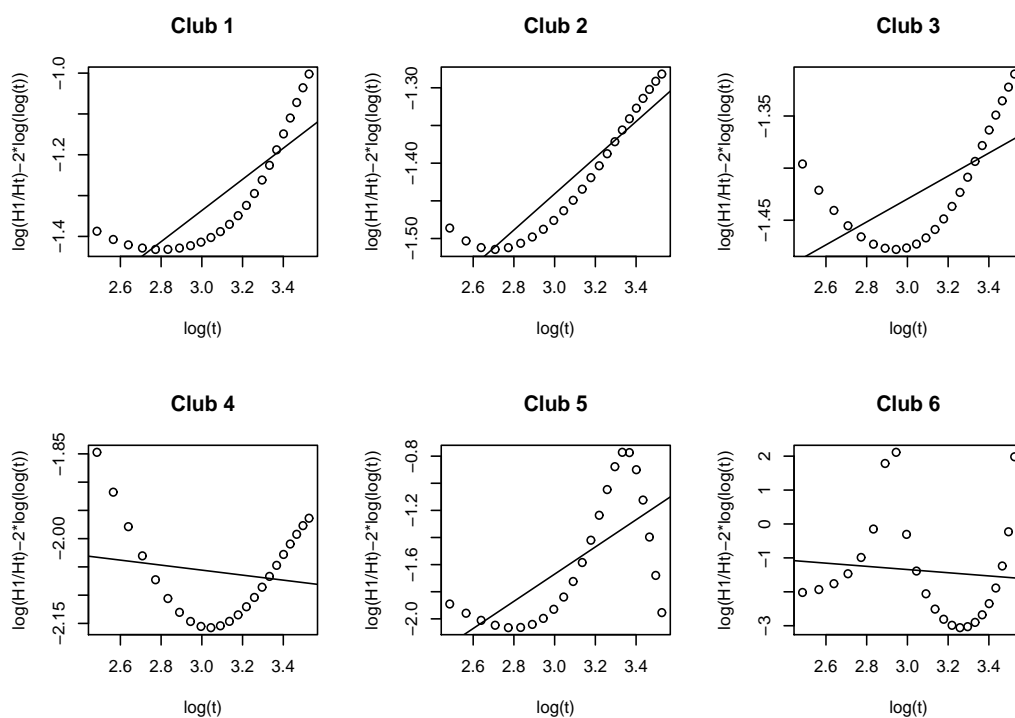 Club 1
Club 2
Club 3
log(H1/Ht)−2*log(log(t))
−1.0
−1.2
−1.4
2.6 2.8 3.0 3.2 3.4
log(t)
log(H1/Ht)−2*log(log(t))
−1.30
−1.40
−1.50
2.6 2.8 3.0 3.2 3.4
log(t)
log(H1/Ht)−2*log(log(t))
−1.35
−1.45
2.6 2.8 3.0 3.2 3.4
log(t)
Club 4
Club 5
Club 6
log(H1/Ht)−2*log(log(t))
−1.85
−2.00
−2.15
2.6 2.8 3.0 3.2 3.4
log(t)
log(H1/Ht)−2*log(log(t))
−0.8
−1.2
−1.6
−2.0
2.6 2.8 3.0 3.2 3.4
log(t)
log(H1/Ht)−2*log(log(t))
2
1
0
−1
−3
2.6 2.8 3.0 3.2 3.4
log(t)